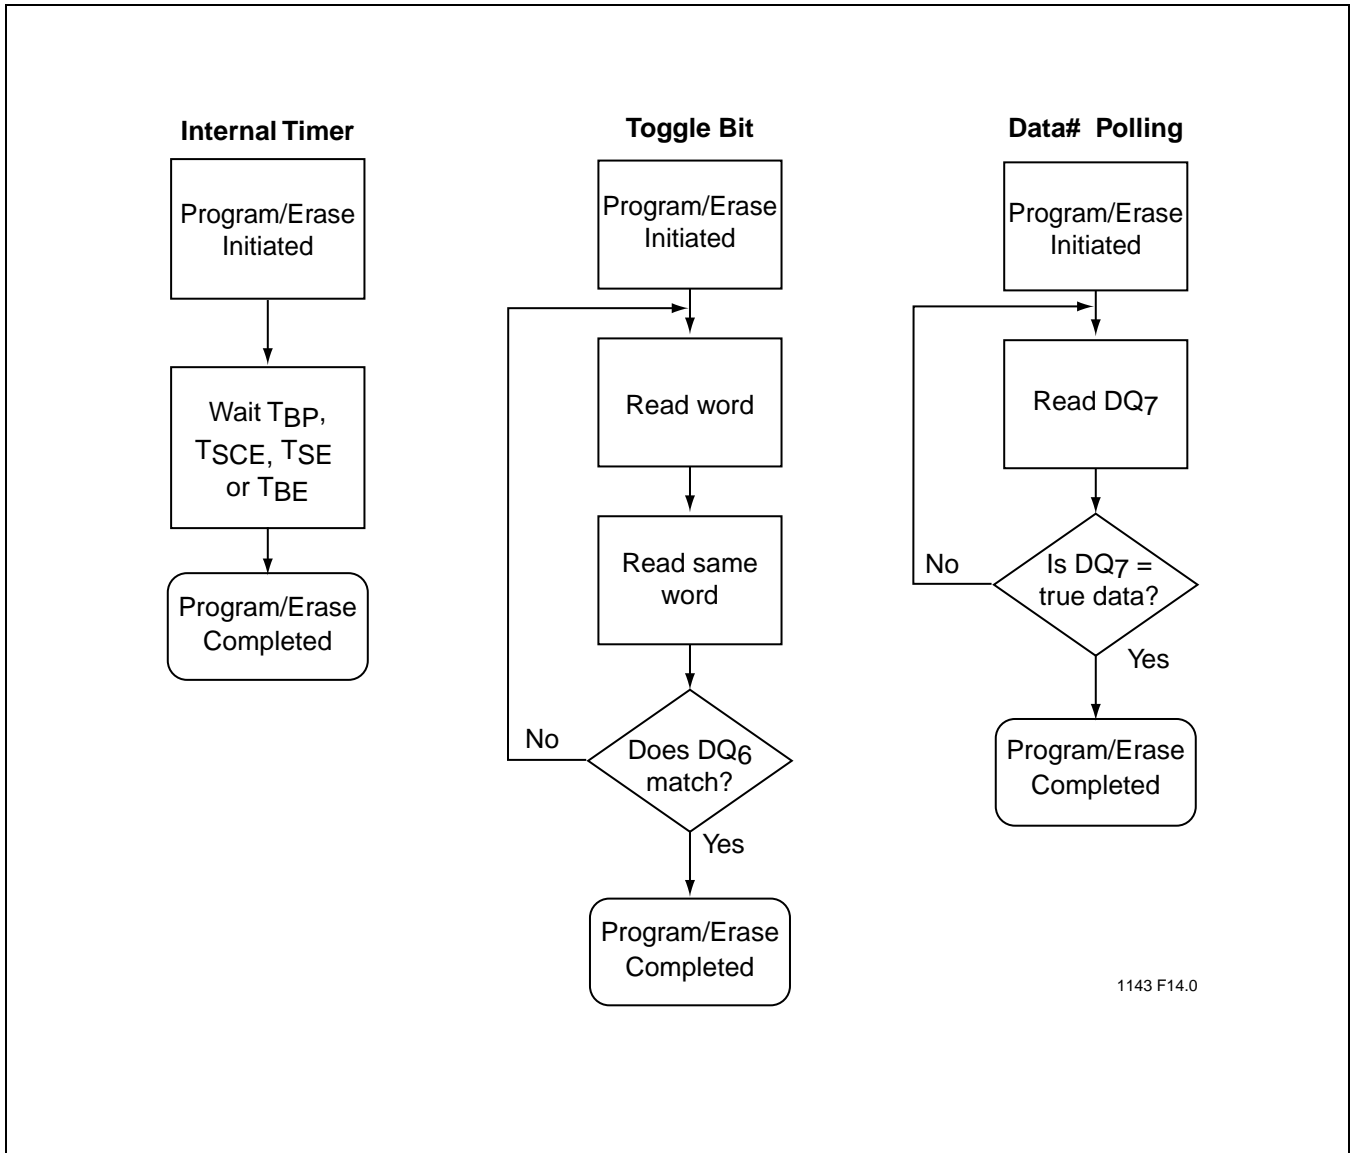 Internal Timer
Program/Erase
Initiated
Wait TBP,
TSCE, TSE
or TBE
Program/Erase
Completed
Toggle Bit
Program/Erase
Initiated
Read word
Read same
word
Does DQ6
match?
No
Yes
Program/Erase
Completed
Data# Polling
Program/Erase
Initiated
Read DQ7
Is DQ7 =
true data?
No
Yes
Program/Erase
Completed
1143 F14.0